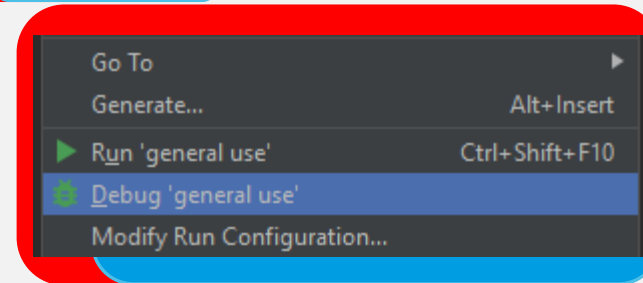 Go To
Generate... Alt+Insert
Run 'general use' Ctrl+Shift+F10
Debug 'general use'
Modify Run Configuration...